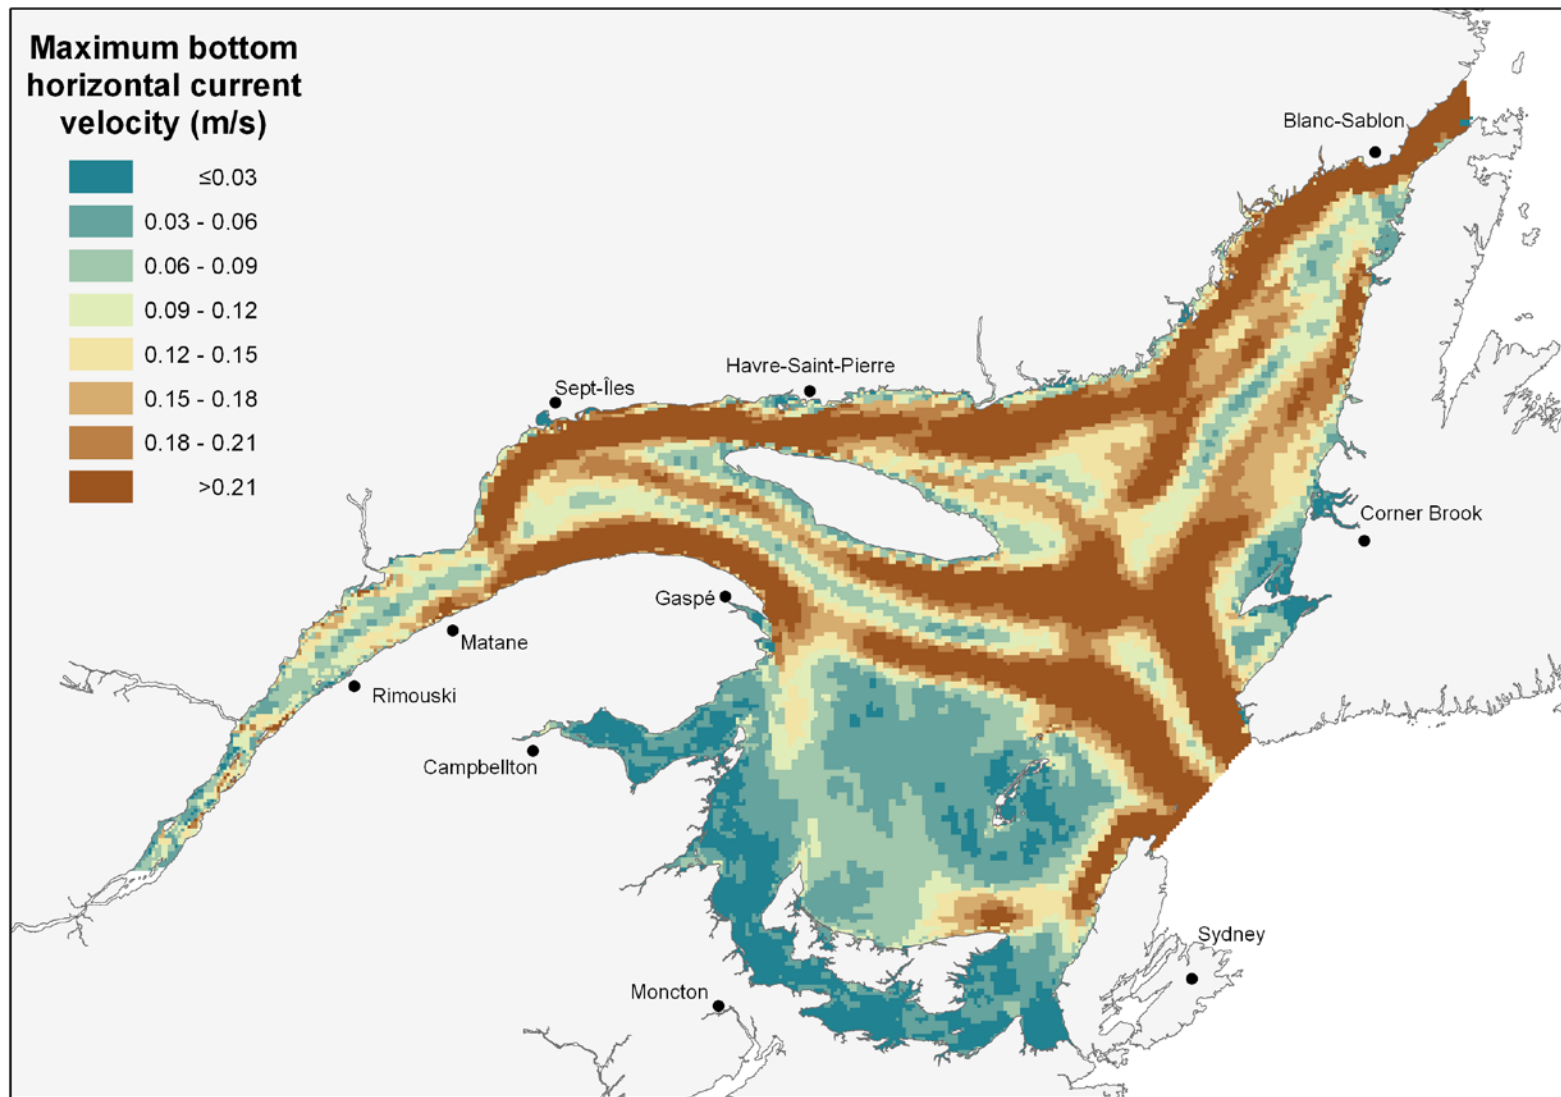 Maximum bottom
horizontal current
velocity (m/s)
≤0.03
0.03 - 0.06
0.06 - 0.09
0.09 - 0.12
0.12 - 0.15
0.15 - 0.18
0.18 - 0.21
>0.21
Blanc-Sablon
Havre-Saint-Pierre
Sept-Îles
Corner Brook
Gaspé
Matane
Rimouski
Campbellton
Sydney
Moncton